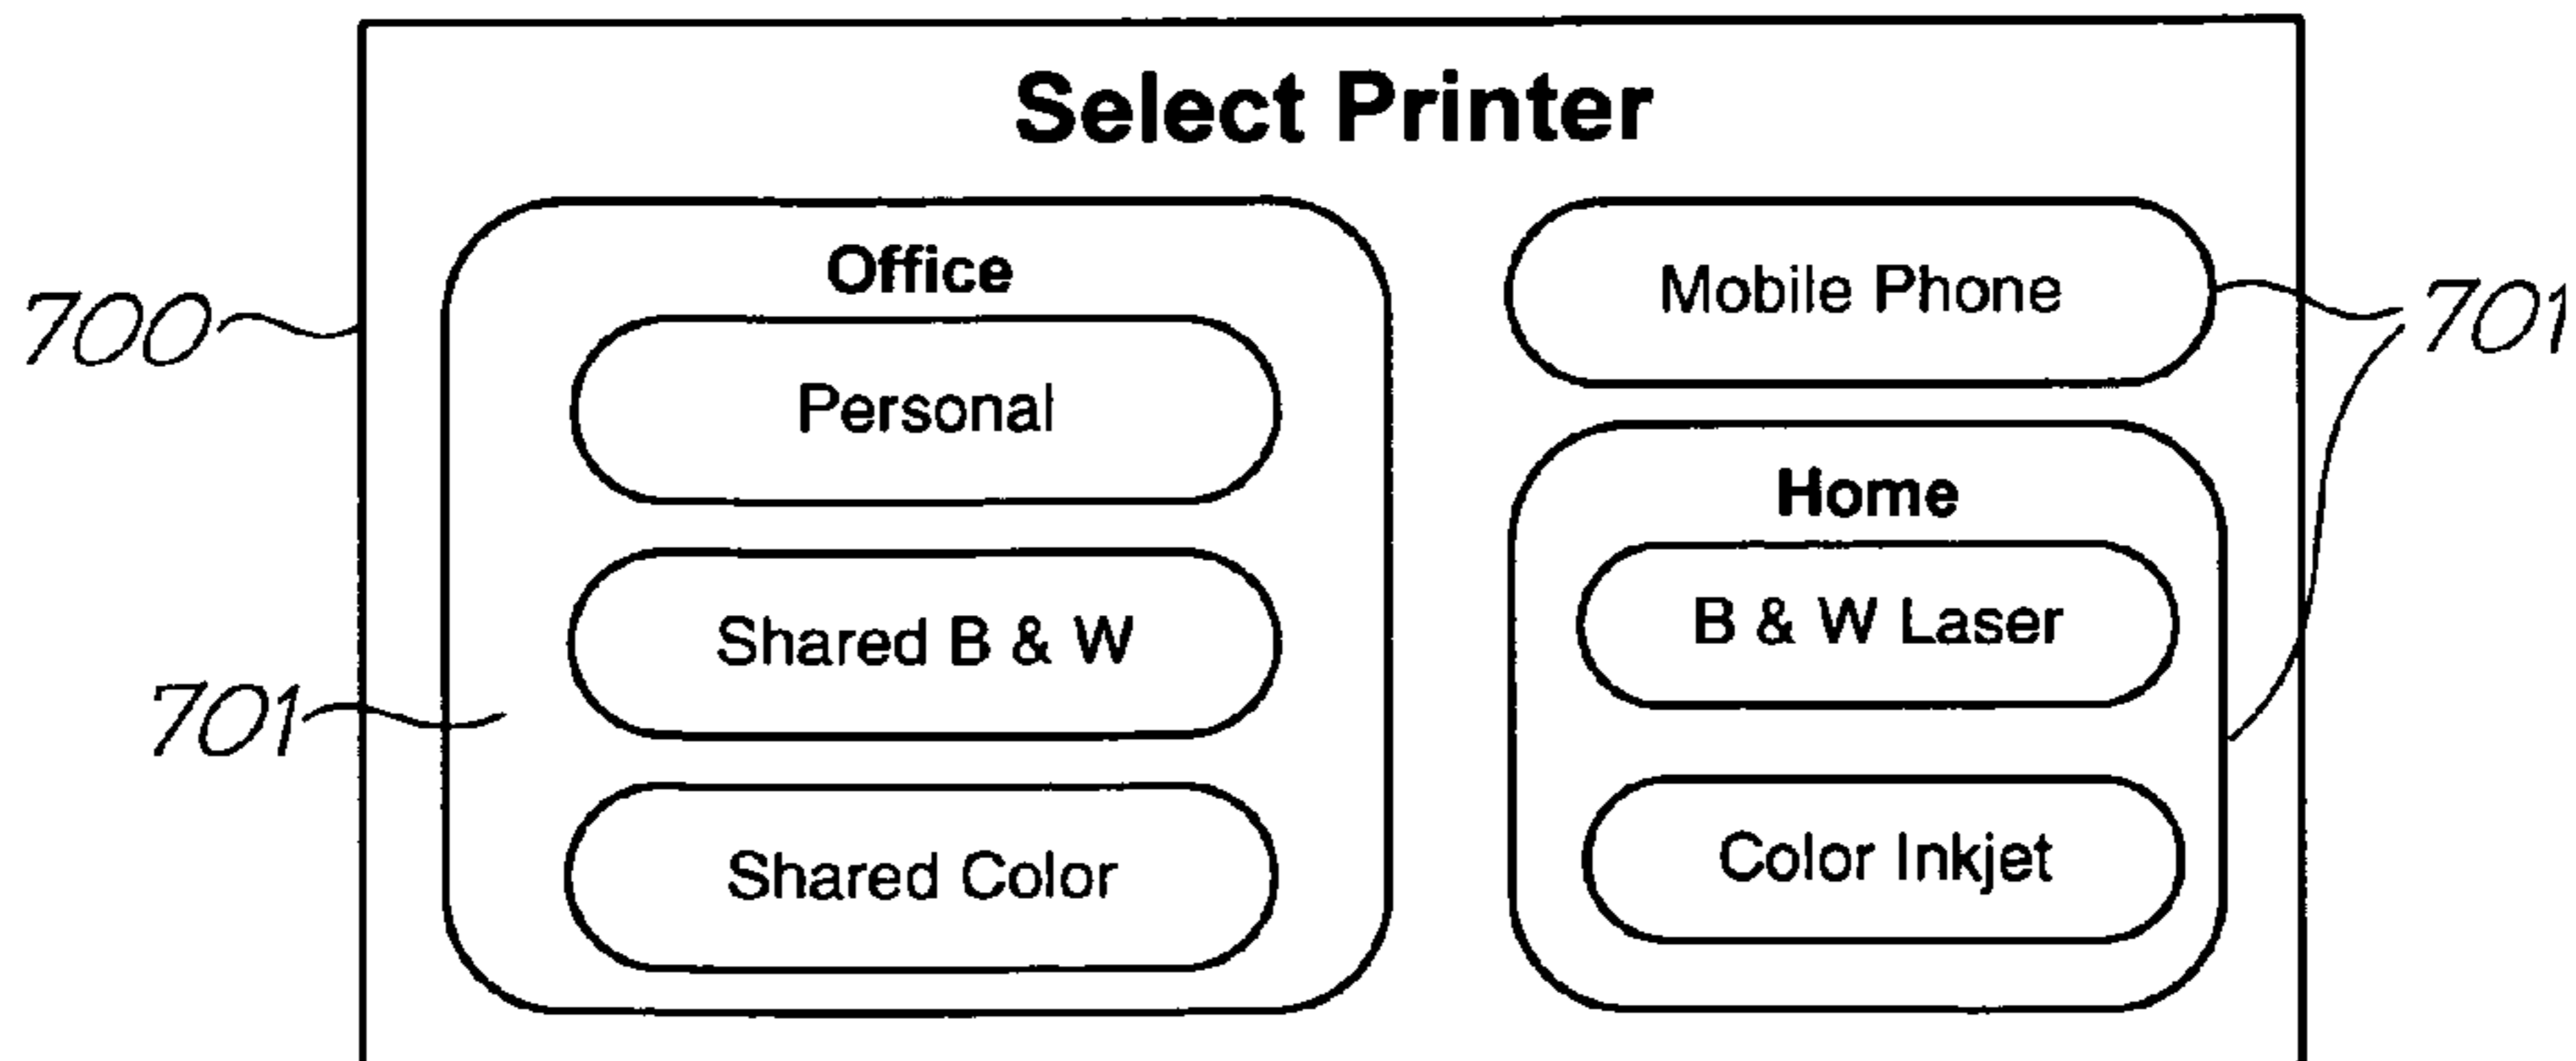 Select Printer
Office
Personal
Shared B & W
Shared Color
Mobile Phone
Home
B & W Laser
Color Inkjet
700
701
701